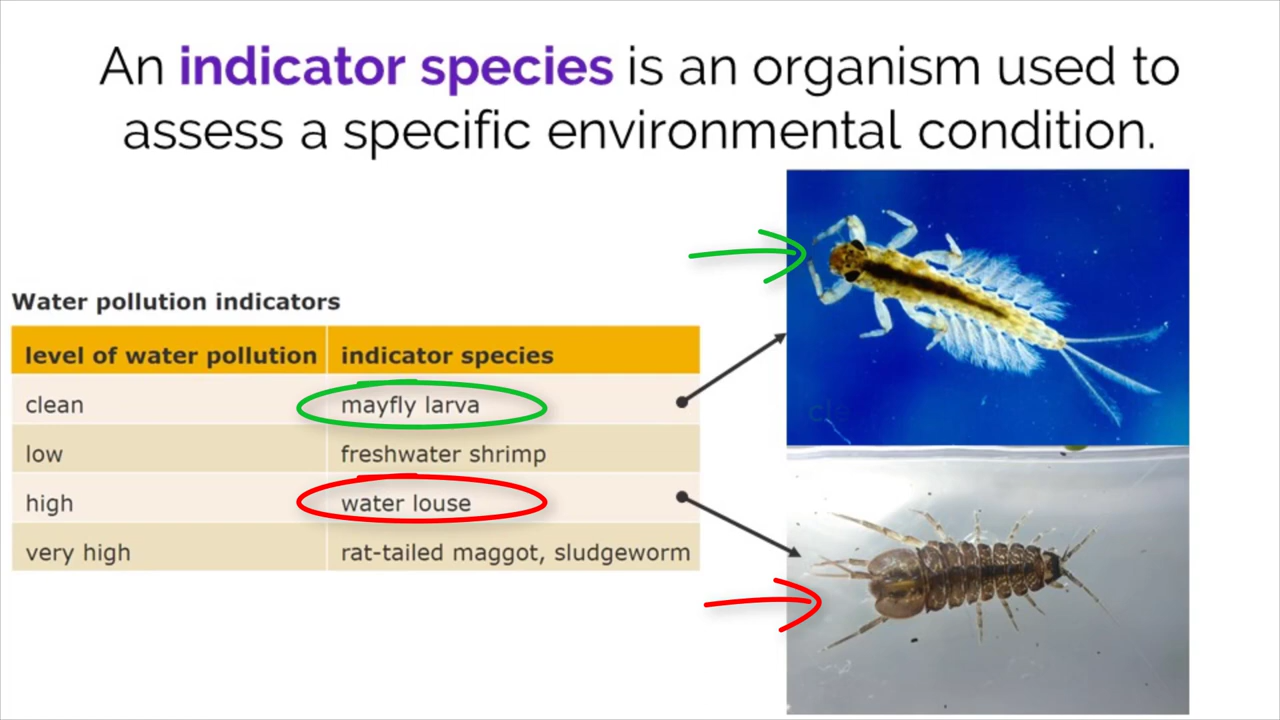 An indicator species is an organism used to
assess a specific environmental condition.
Water pollution indicators
level of water pollution indicator species
clean mayfly larva
low freshwater shrimp
high water louse
very high rat-tailed maggot, sludgeworm